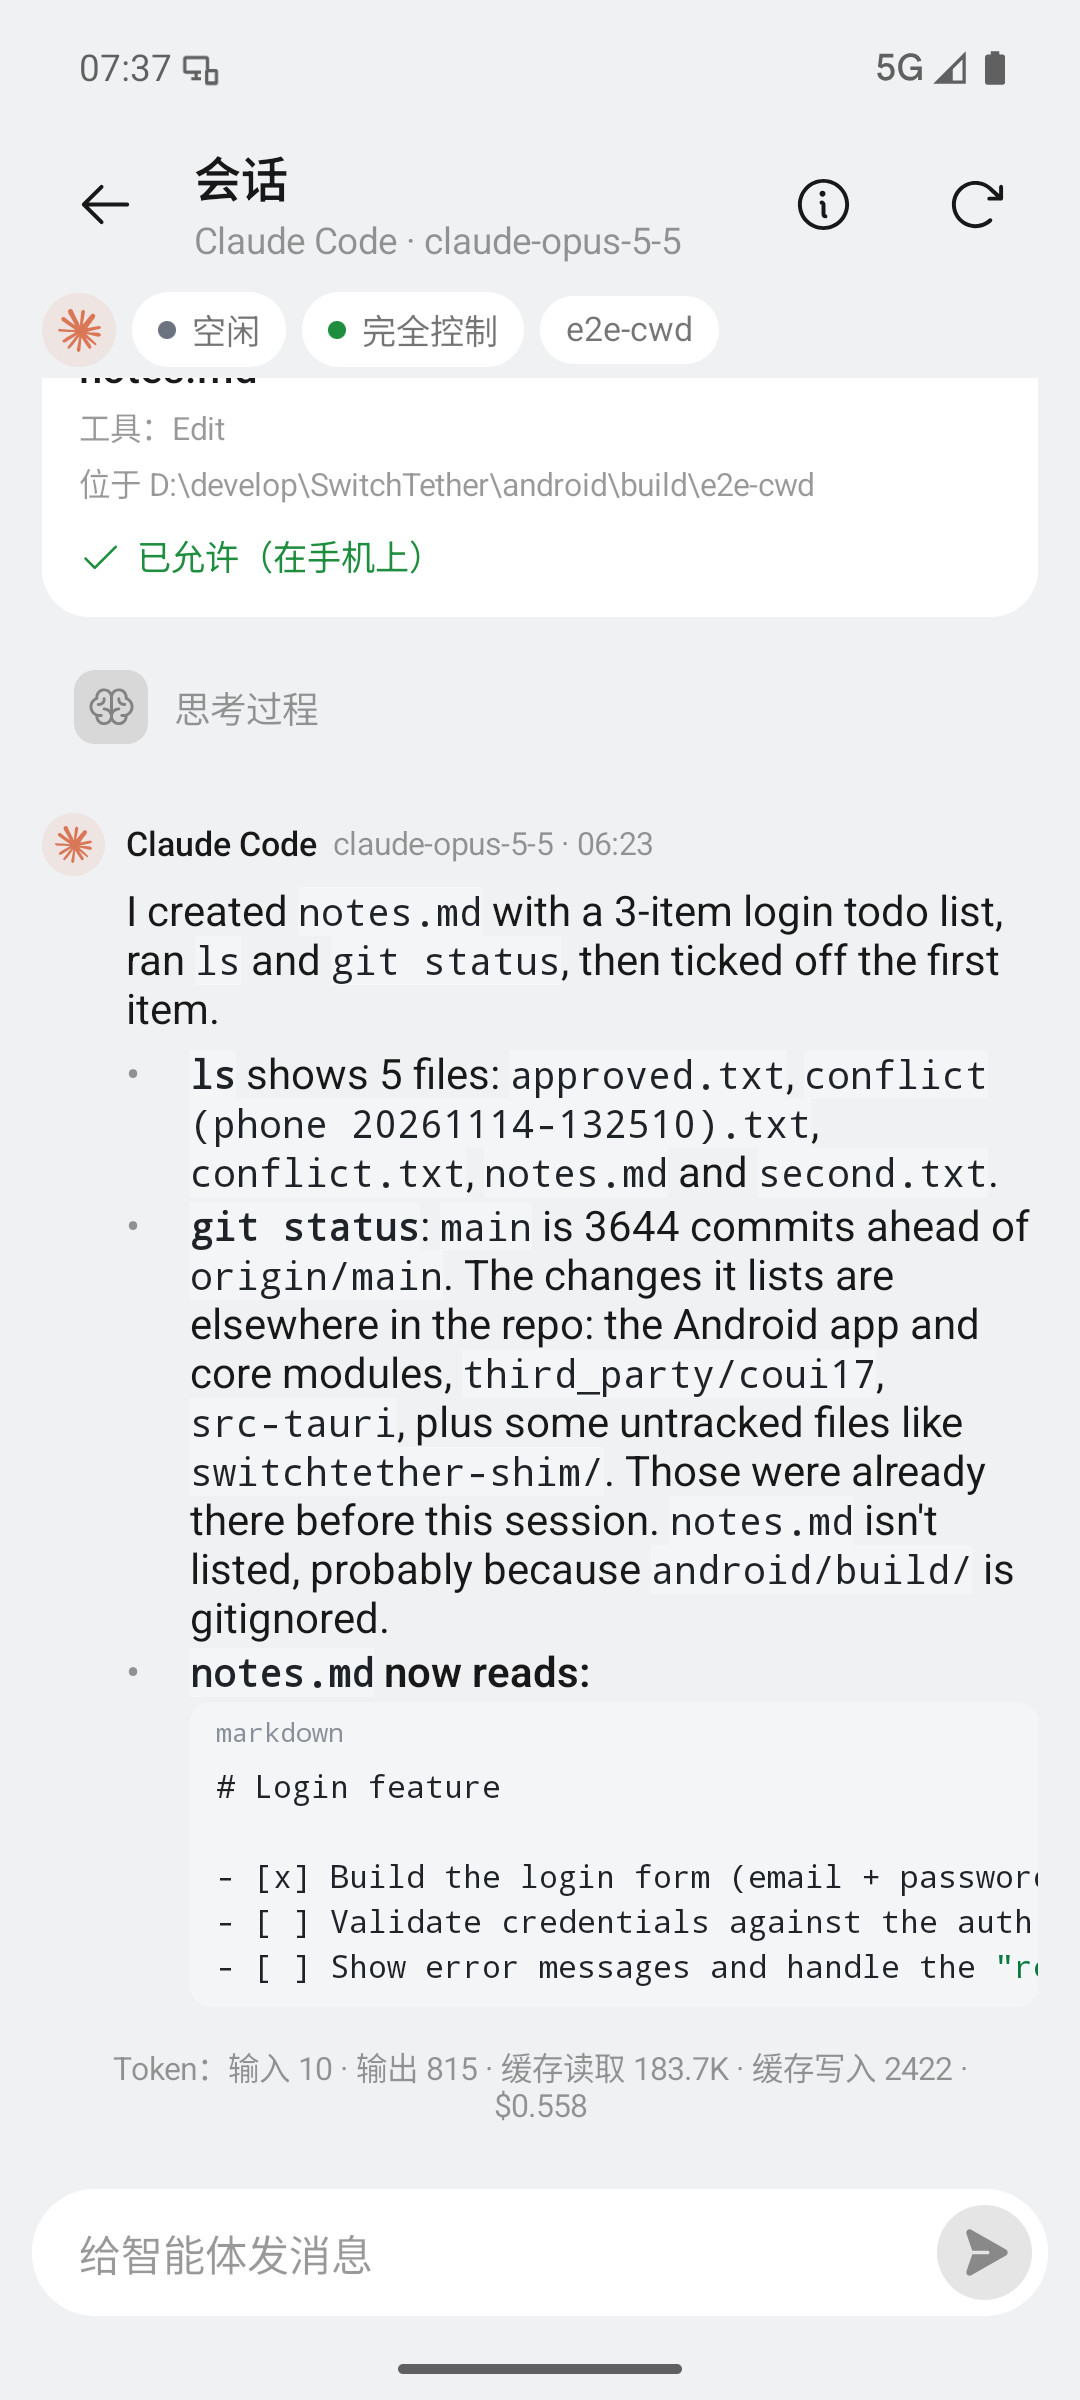 07:37
5G
会话
Claude Code · claude-opus-5-5
空闲
完全控制
e2e-cwd
notes.md
工具：Edit
位于 D:\develop\SwitchTether\android\build\e2e-cwd
已允许（在手机上）
思考过程
Claude Code claude-opus-5-5 · 06:23
I created notes.md with a 3-item login todo list,
ran ls and git status, then ticked off the first
item.
• ls shows 5 files: approved.txt, conflict
(phone 20261114-132510).txt,
conflict.txt, notes.md and second.txt.
• git status: main is 3644 commits ahead of
origin/main. The changes it lists are
elsewhere in the repo: the Android app and
core modules, third_party/coui17,
src-tauri, plus some untracked files like
switchtether-shim/. Those were already
there before this session. notes.md isn't
listed, probably because android/build/ is
gitignored.
• notes.md now reads:
markdown
# Login feature
- [x] Build the login form (email + passwor
- [ ] Validate credentials against the auth
- [ ] Show error messages and handle the "r
Token：输入 10 · 输出 815 · 缓存读取 183.7K · 缓存写入 2422 ·
$0.558
给智能体发消息